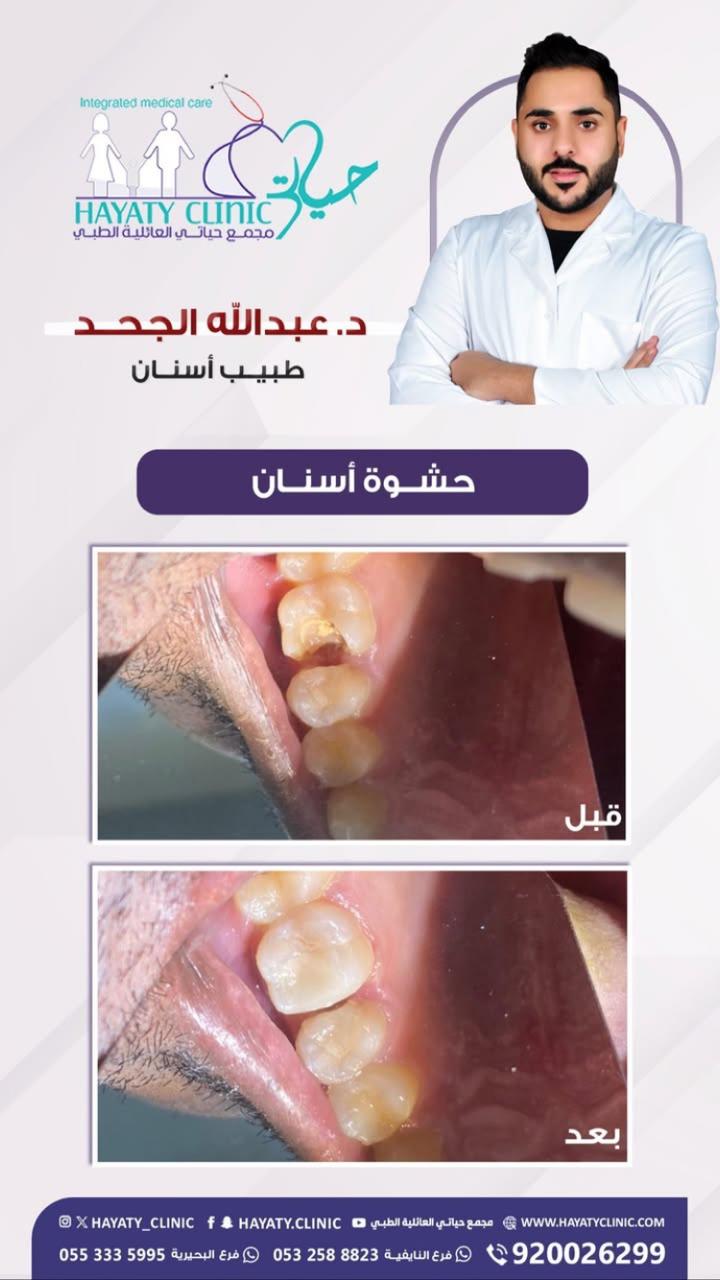 Integrated medical care
حياتي
HAYATY CLINIC
مجمع حياتي العائلية الطبي
د. عبدالله الجحد
طبيب أسنان
حشوة أسنان
قبل
بعد
HAYATY_CLINIC HAYATY.CLINIC مجمع حياتي العائلية الطبي WWW.HAYATYCLINIC.COM
055 333 5995 فرع البحيرية 053 258 8823 فرع النايفية 920026299